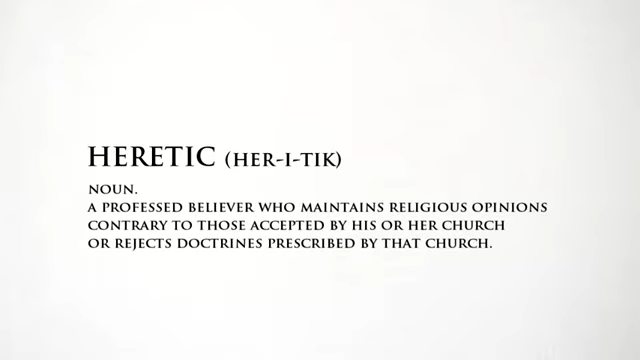 HERETIC (HER-I-TIK)
NOUN.
A PROFESSED BELIEVER WHO MAINTAINS RELIGIOUS OPINIONS
CONTRARY TO THOSE ACCEPTED BY HIS OR HER CHURCH
OR REJECTS DOCTRINES PRESCRIBED BY THAT CHURCH.